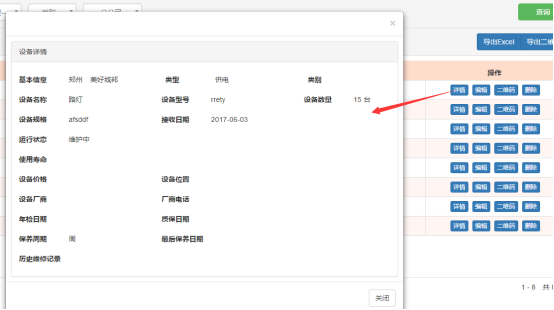 分公司
查询
×
导出Excel 导出二维
设备详情
操作
基本信息 郑州 美好城邦 类型 供电 类别
设备名称 路灯 设备型号 rrety 设备数量 15 台
设备规格 afsddf 接收日期 2017-06-03
运行状态 维护中
使用寿命
设备价格 设备位置
设备厂商 厂商电话
年检日期 质保日期
保养周期 周 最后保养日期
历史维修记录
详情 编辑 二维码 删除
详情 编辑 二维码 删除
详情 编辑 二维码 删除
详情 编辑 二维码 删除
详情 编辑 二维码 删除
详情 编辑 二维码 删除
详情 编辑 二维码 删除
详情 编辑 二维码 删除
1 - 8 共
关闭